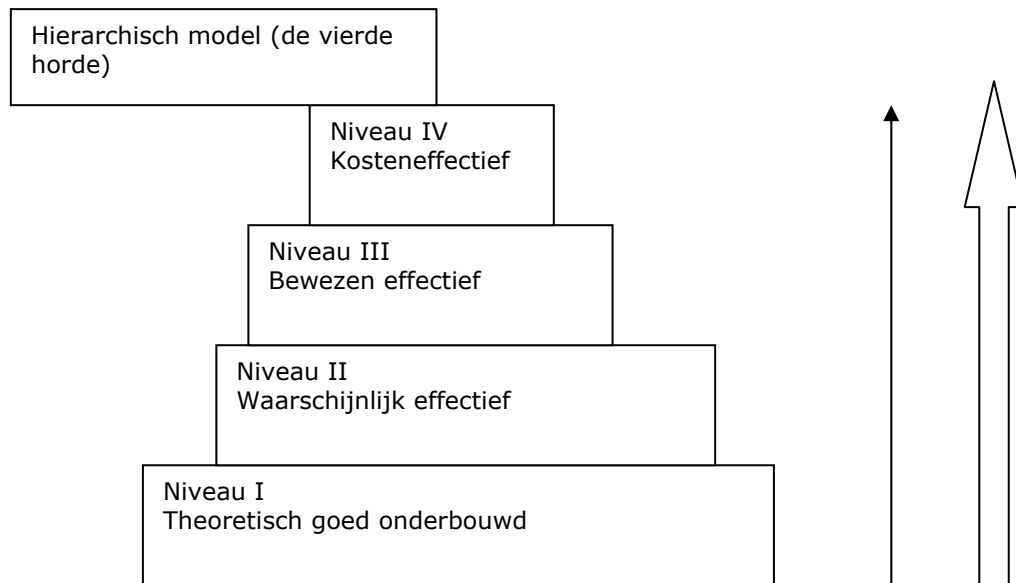 Hierarchisch model (de vierde
horde)
Niveau IV
Kosteneffectief
Niveau III
Bewezen effectief
Niveau II
Waarschijnlijk effectief
Niveau I
Theoretisch goed onderbouwd